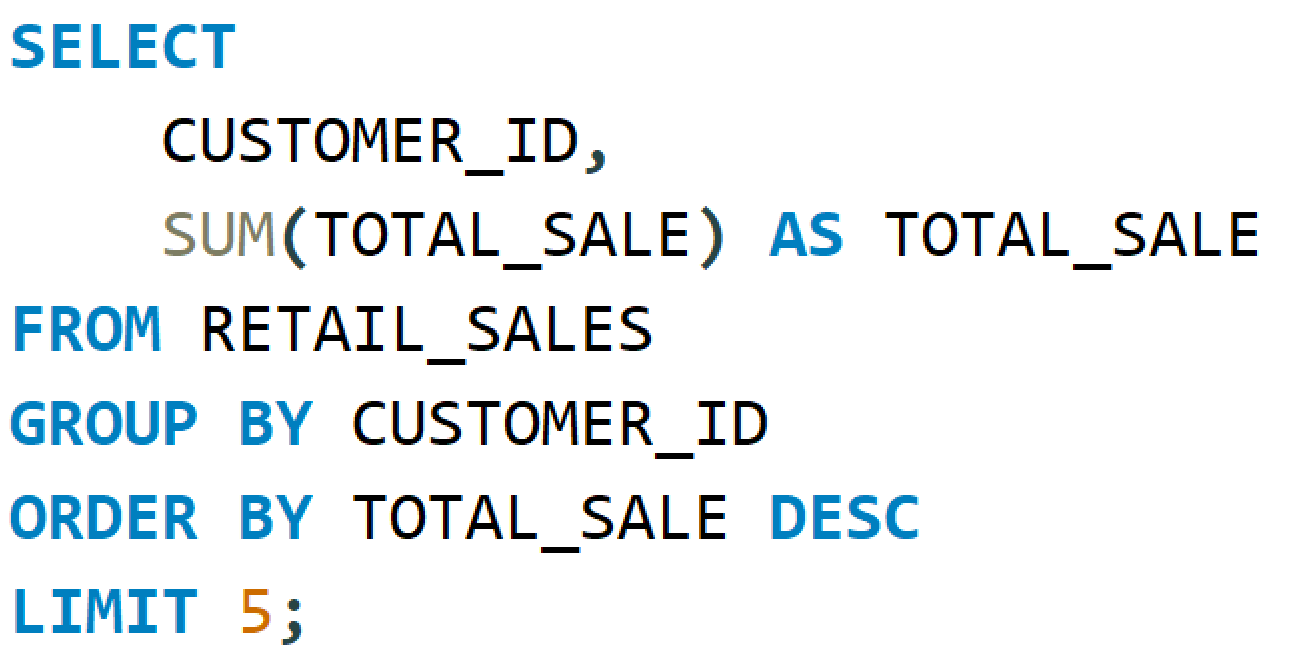 SELECT
    CUSTOMER_ID,
    SUM(TOTAL_SALE) AS TOTAL_SALE
FROM RETAIL_SALES
GROUP BY CUSTOMER_ID
ORDER BY TOTAL_SALE DESC
LIMIT 5;